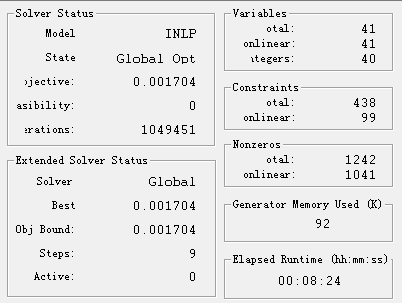 Solver Status
Model INLP
State Global Opt
bjective: 0.001704
asibility: 0
erations: 1049451
Extended Solver Status
Solver Global
Best 0.001704
Obj Bound: 0.001704
Steps: 9
Active: 0
Variables
otal: 41
onlinear: 41
ntegers: 40
Constraints
otal: 438
onlinear: 99
Nonzeros
otal: 1242
onlinear: 1041
Generator Memory Used (K)
92
Elapsed Runtime (hh:mm:ss)
00:08:24